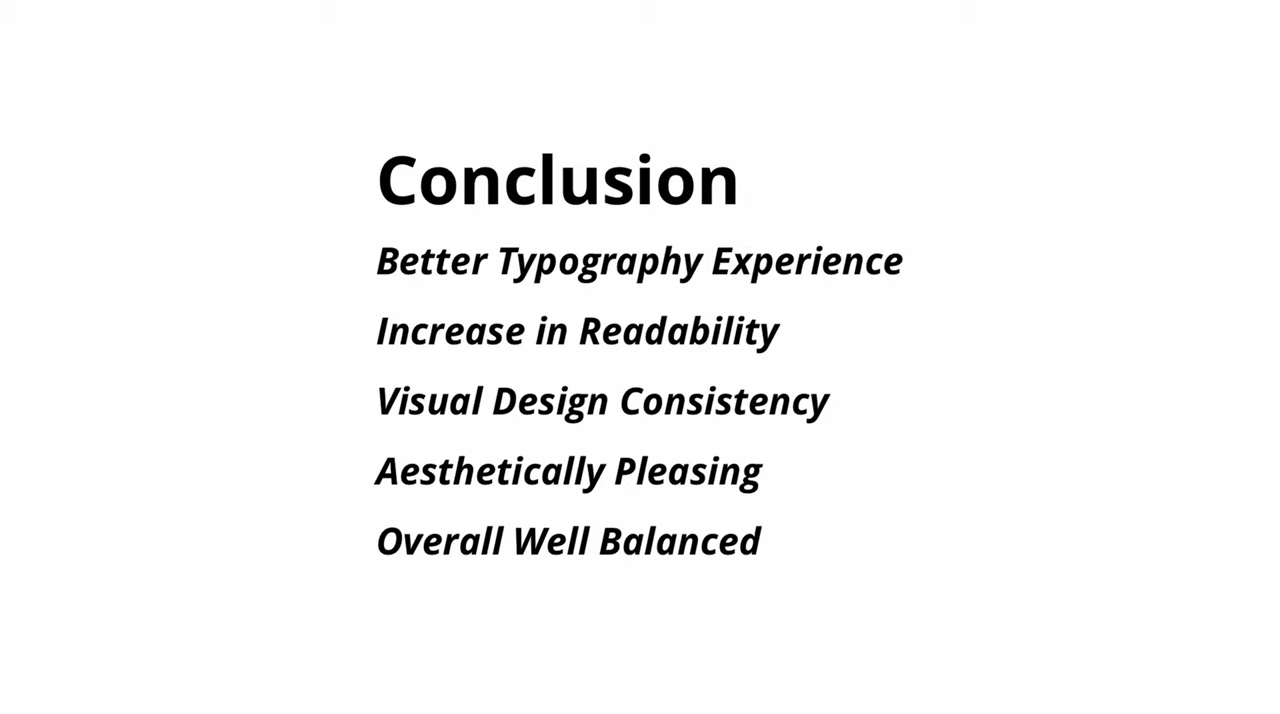 Conclusion
Better Typography Experience
Increase in Readability
Visual Design Consistency
Aesthetically Pleasing
Overall Well Balanced